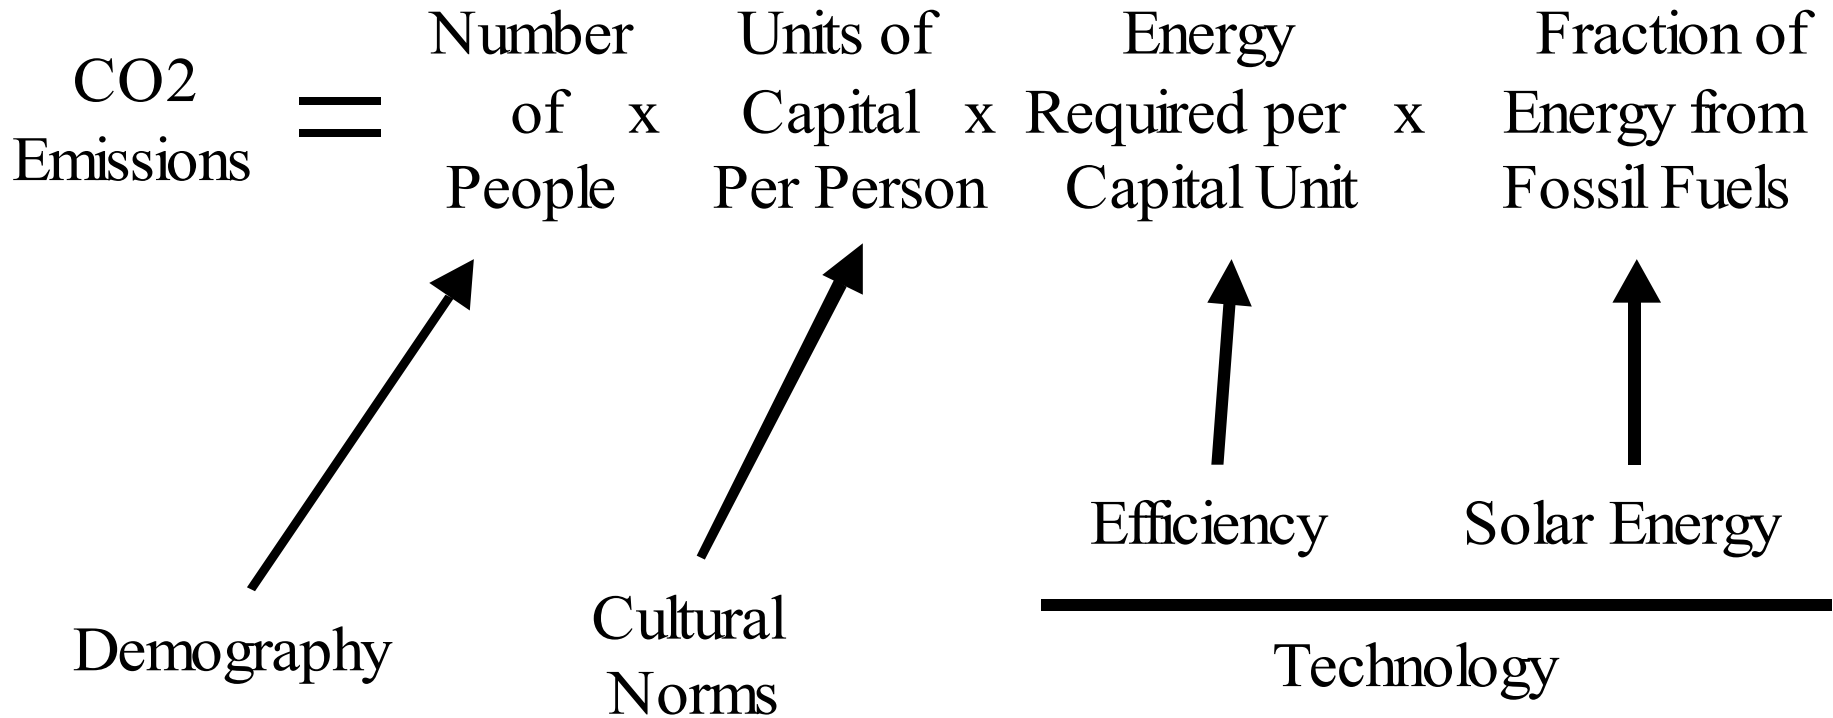 CO2
Emissions
=
Number
of
People
x
Units of
Capital
Per Person
x
Energy
Required per
Capital Unit
x
Fraction of
Energy from
Fossil Fuels
Demography
Cultural
Norms
Efficiency
Solar Energy
Technology